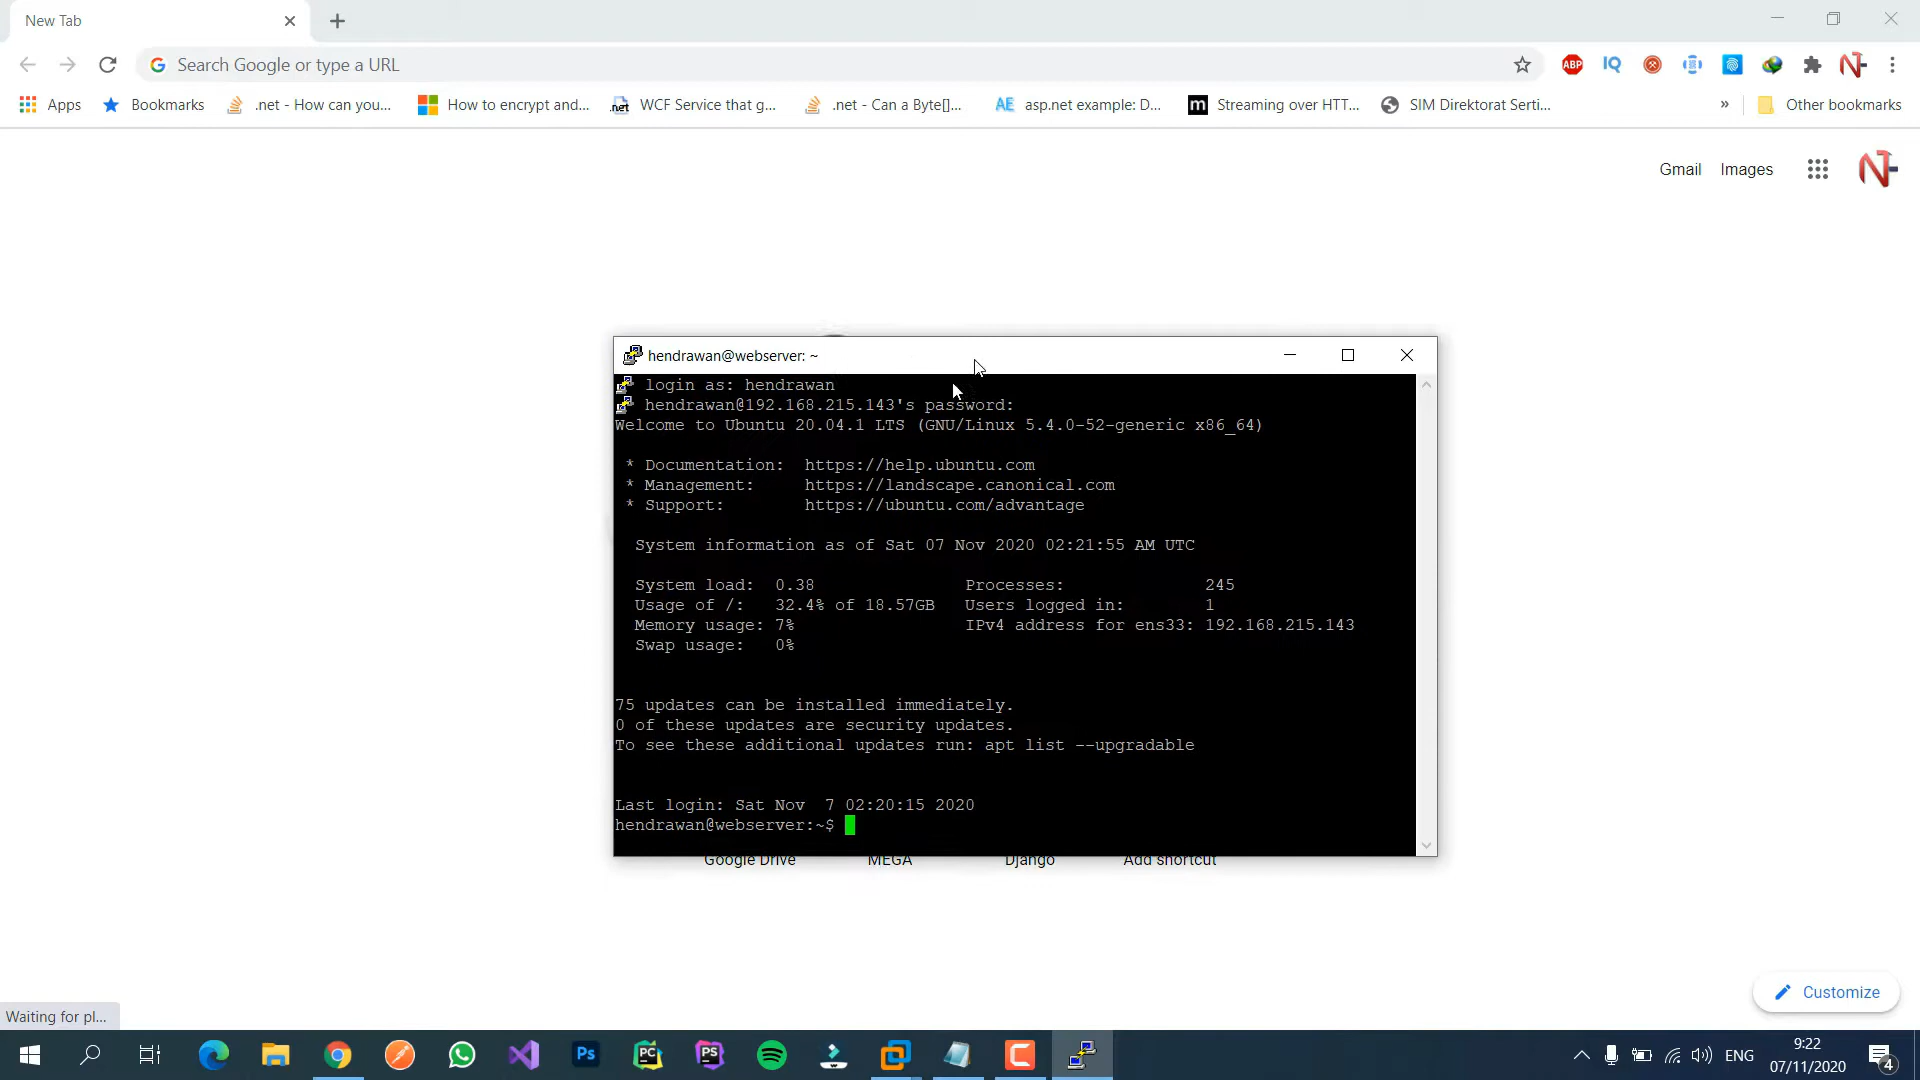 New Tab
Search Google or type a URL
ABP
IQ
Apps
Bookmarks
.net - How can you...
How to encrypt and...
.net
WCF Service that g...
.net - Can a Byte[]...
AE
asp.net example: D...
m
Streaming over HTT...
SIM Direktorat Serti...
»
Other bookmarks
Gmail
Images
hendrawan@webserver: ~
login as: hendrawan
hendrawan@192.168.215.143's password:
Welcome to Ubuntu 20.04.1 LTS (GNU/Linux 5.4.0-52-generic x86_64)
* Documentation: https://help.ubuntu.com
* Management: https://landscape.canonical.com
* Support: https://ubuntu.com/advantage
System information as of Sat 07 Nov 2020 02:21:55 AM UTC
System load: 0.38 Processes: 245
Usage of /: 32.4% of 18.57GB Users logged in: 1
Memory usage: 7% IPv4 address for ens33: 192.168.215.143
Swap usage: 0%
75 updates can be installed immediately.
0 of these updates are security updates.
To see these additional updates run: apt list --upgradable
Last login: Sat Nov 7 02:20:15 2020
hendrawan@webserver:~$
Google Drive
MEGA
Django
Add shortcut
Customize
Waiting for pl...
Ps
PC
PS
ENG
9:22
07/11/2020
4